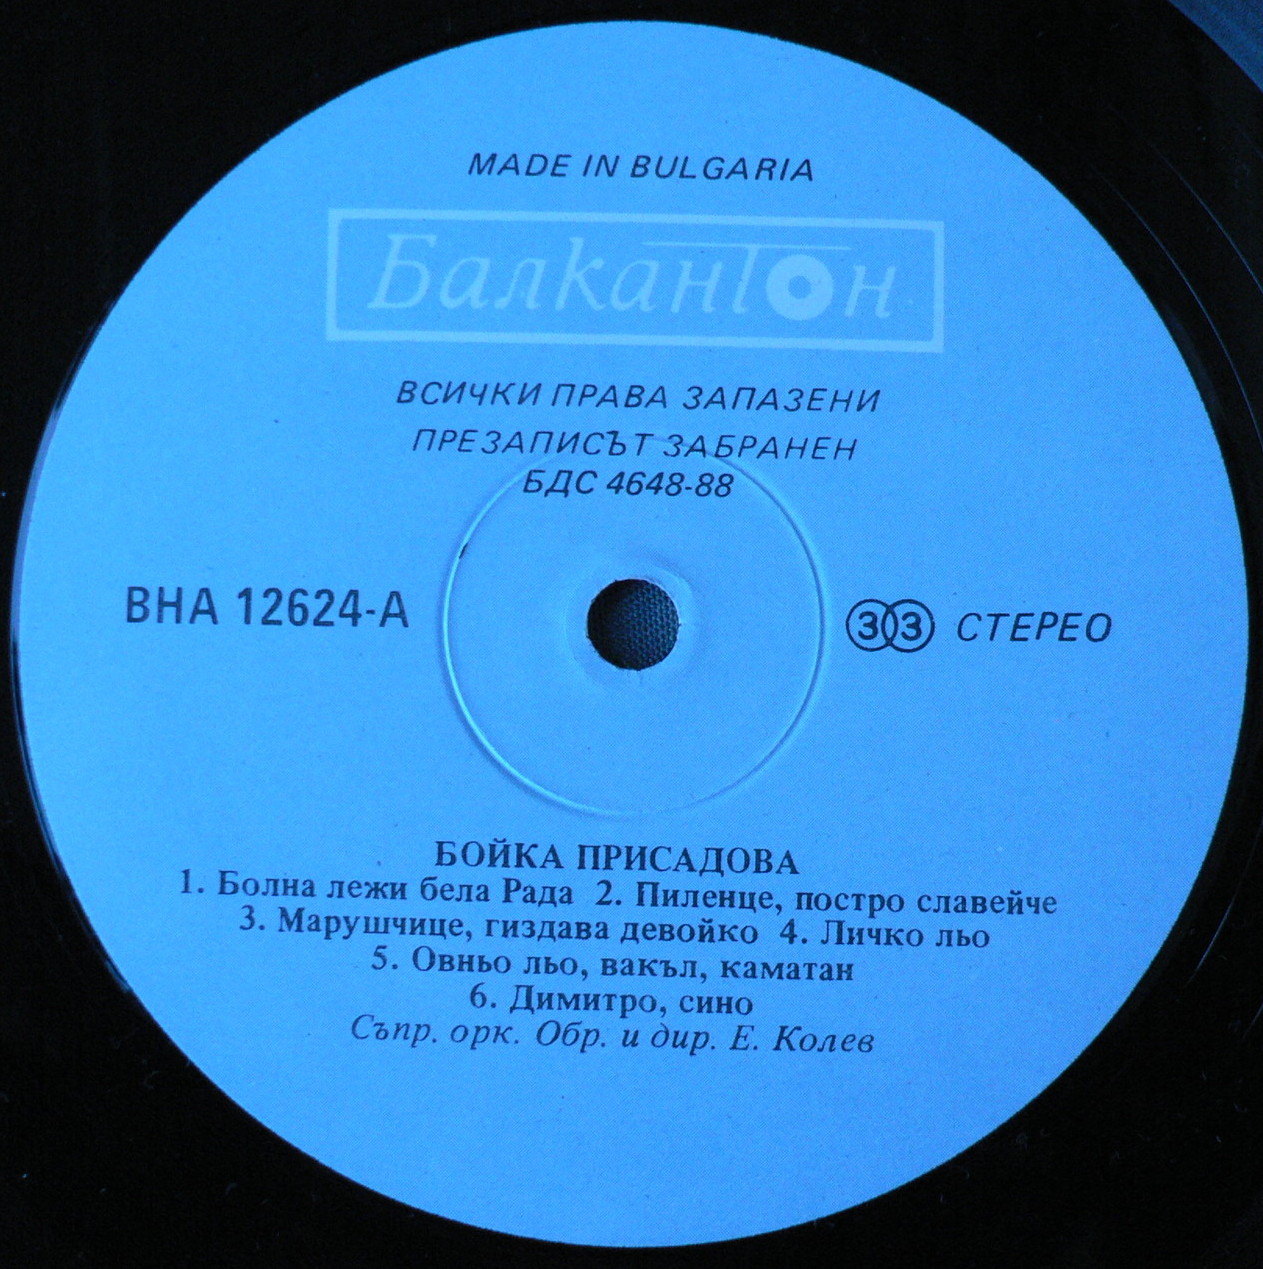 MADE IN BULGARIA
Балкантон
ВСИЧКИ ПРАВА ЗАПАЗЕНИ
ПРЕЗАПИСЪТ ЗАБРАНЕН
БДС 4648-88
ВНА 12624-А
33 СТЕРЕО
БОЙКА ПРИСАДОВА
1. Болна лежи бела Рада 2. Пиленце, постро славейче
3. Марушчице, гиздава девойко 4. Личко льо
5. Овньо льо, вакъл, каматан
6. Димитро, сино
Съпр. орк. Обр. и дир. Е. Колев